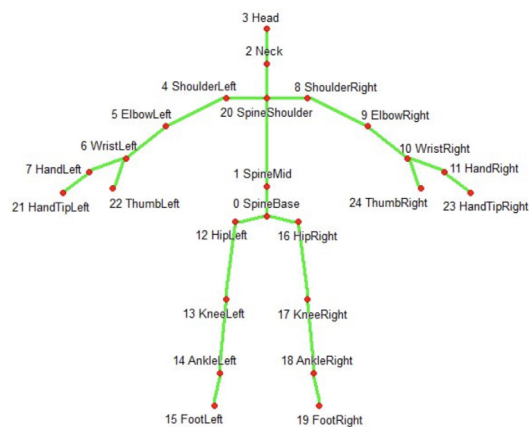 3 Head
2 Neck
4 ShoulderLeft
8 ShoulderRight
20 SpineShoulder
5 ElbowLeft
9 ElbowRight
6 WristLeft
10 WristRight
7 HandLeft
11 HandRight
1 SpineMid
21 HandTipLeft
22 ThumbLeft
24 ThumbRight
23 HandTipRight
0 SpineBase
12 HipLeft
16 HipRight
13 KneeLeft
17 KneeRight
14 AnkleLeft
18 AnkleRight
15 FootLeft
19 FootRight